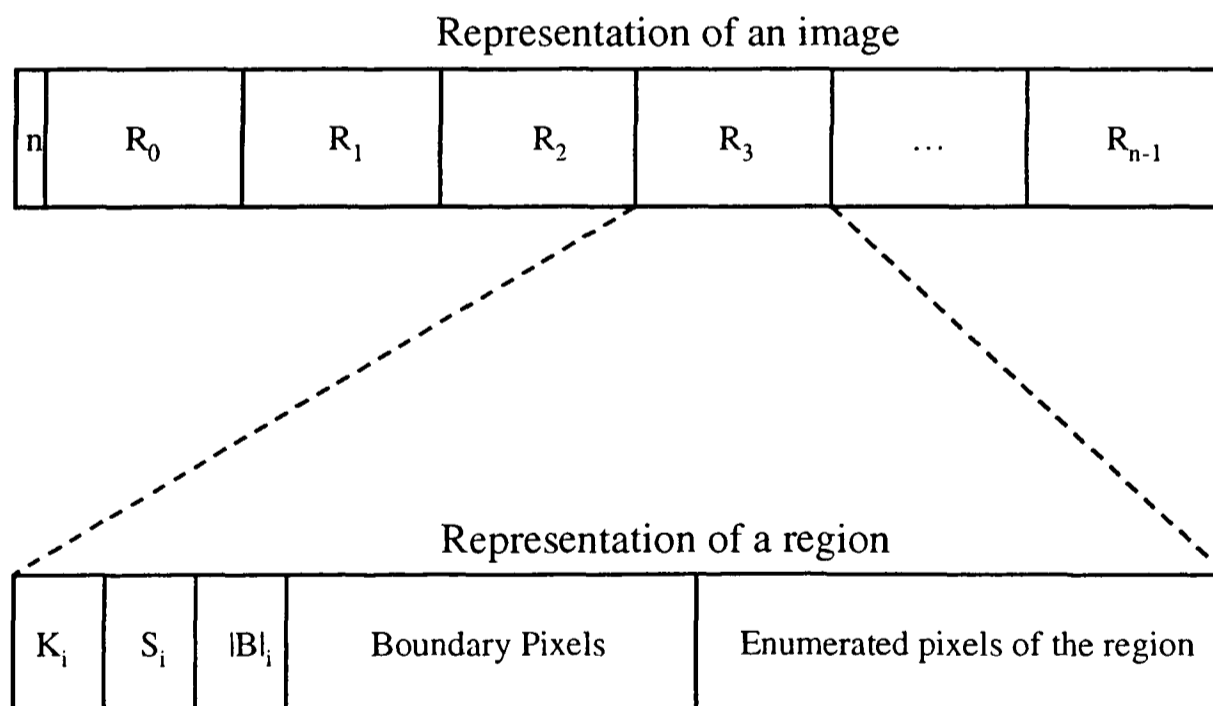 Representation of an image
n R₀ R₁ R₂ R₃ ... Rₙ₋₁
Representation of a region
Kᵢ Sᵢ |B|ᵢ Boundary Pixels Enumerated pixels of the region